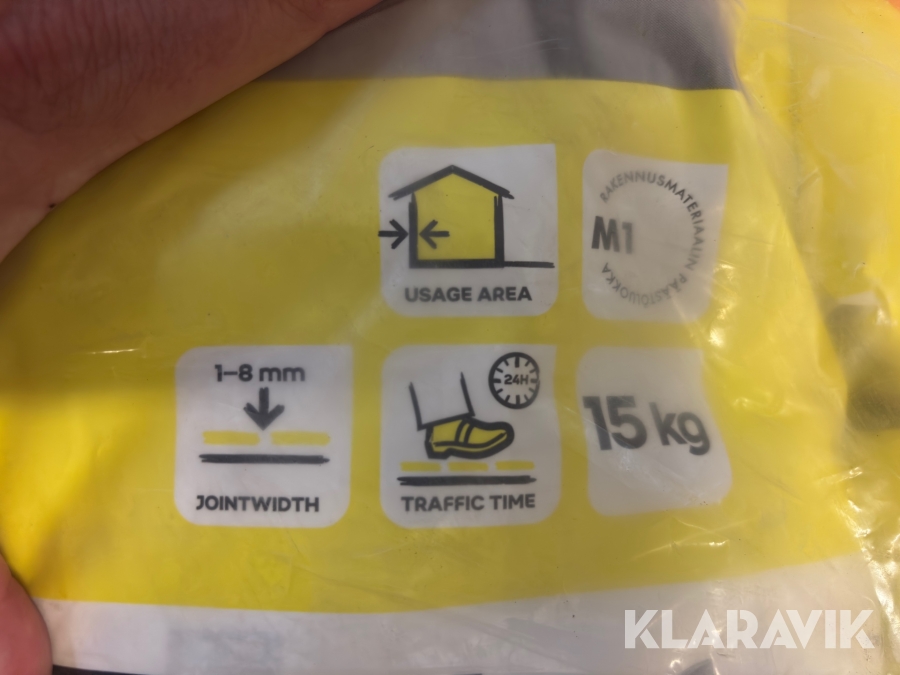 USAGE AREA
RAKENNUSMATERIAALIN PÄÄSTÖLUOKKA
M1
1–8 mm
JOINTWIDTH
24H
TRAFFIC TIME
15 kg
KLARAVIK